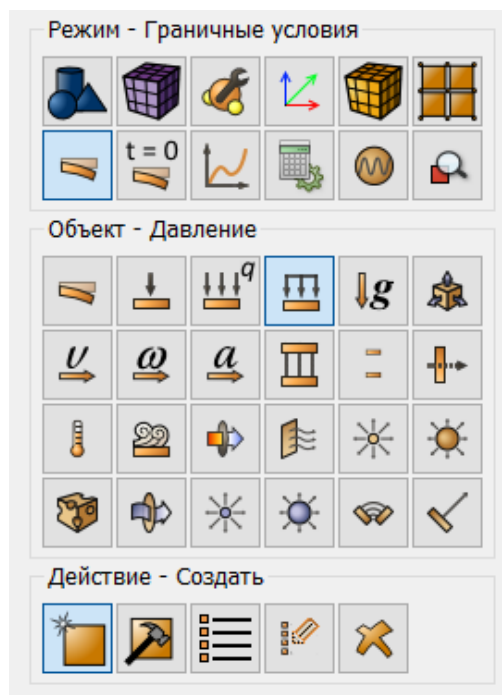 Режим - Граничные условия
t = 0
Объект - Давление
q
g
υ ω a
Действие - Создать